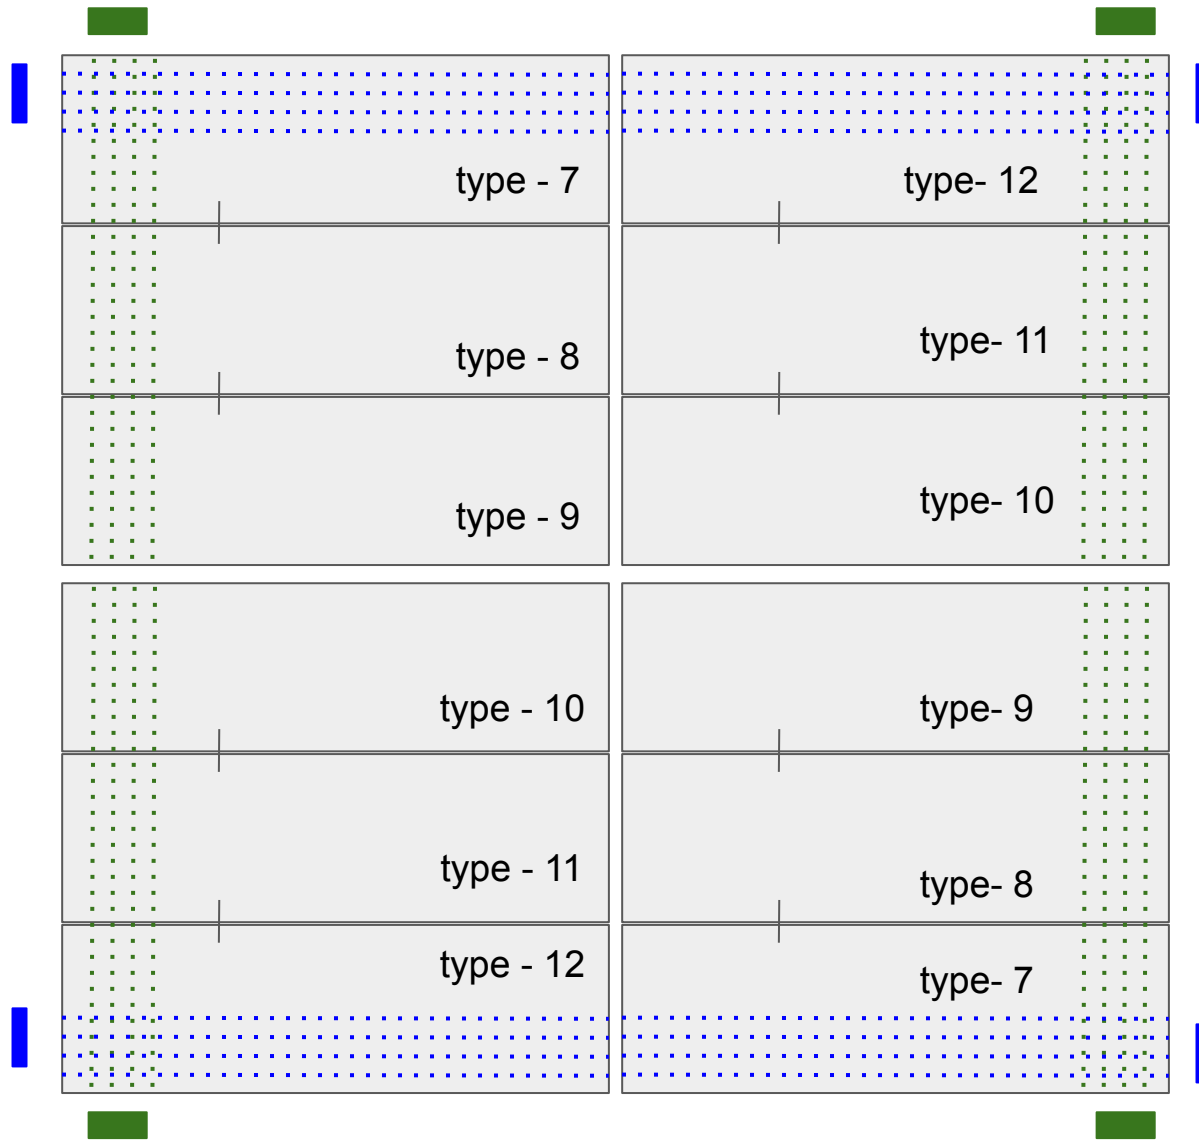 type - 7
type- 12
type - 8
type- 11
type - 9
type- 10
type - 10
type- 9
type - 11
type- 8
type - 12
type- 7